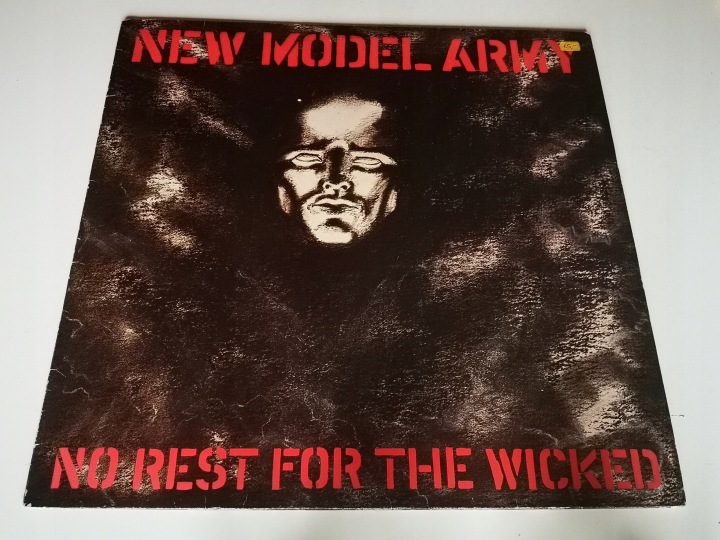 NEW MODEL ARMY
NO REST FOR THE WICKED